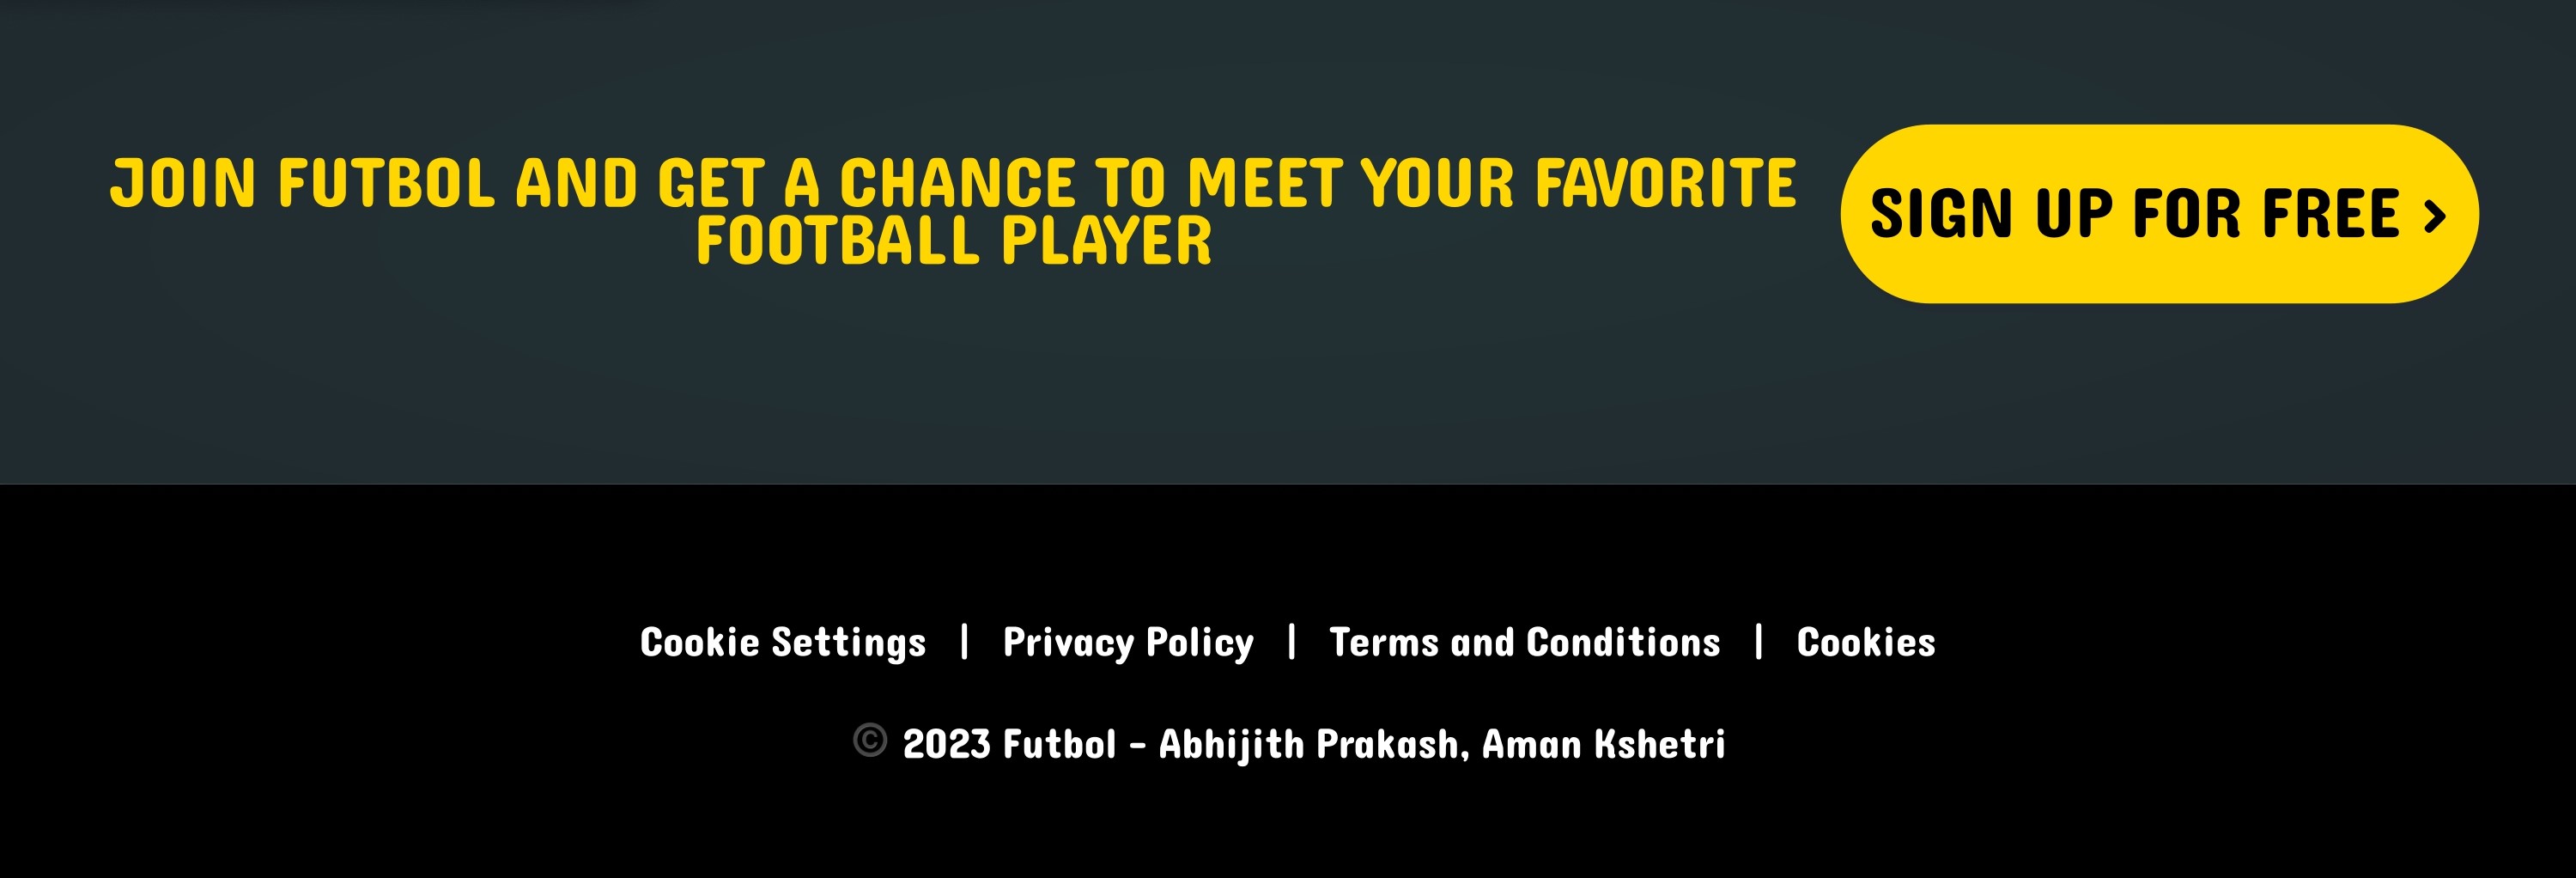 JOIN FUTBOL AND GET A CHANCE TO MEET YOUR FAVORITE
FOOTBALL PLAYER
SIGN UP FOR FREE ›
Cookie Settings | Privacy Policy | Terms and Conditions | Cookies
© 2023 Futbol - Abhijith Prakash, Aman Kshetri